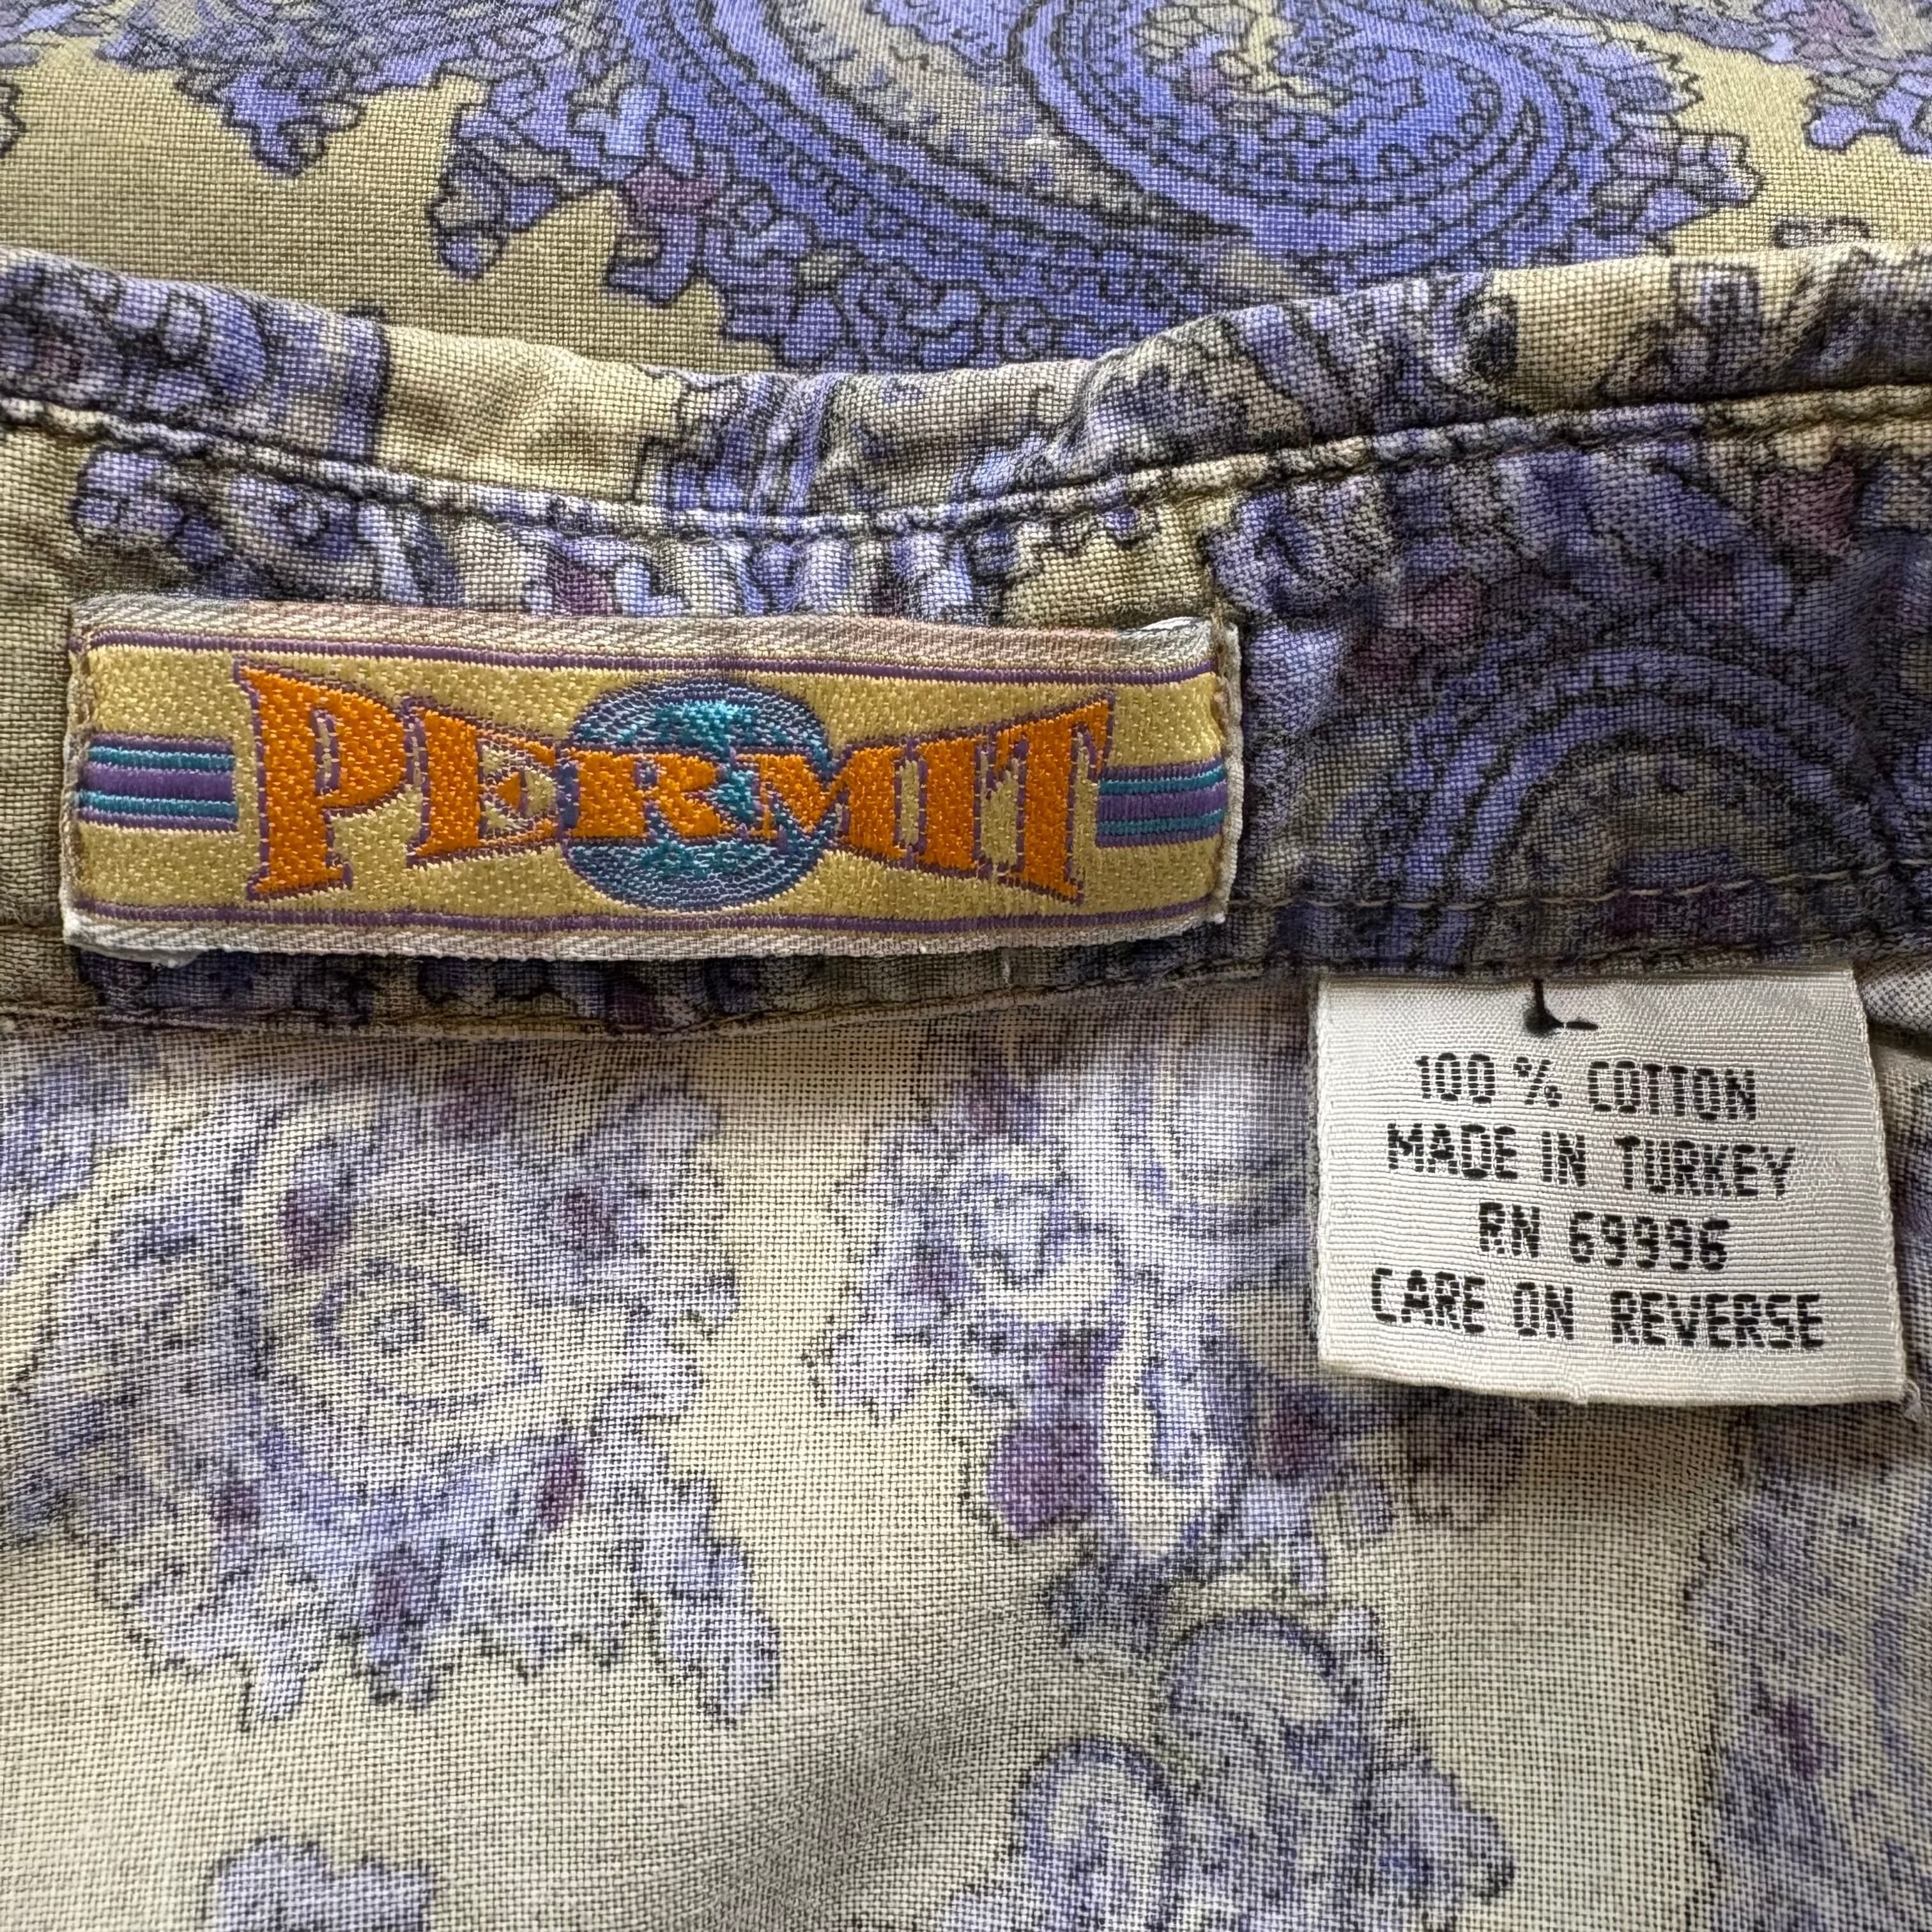 PERMIT
100 % COTTON
MADE IN TURKEY
RN 69996
CARE ON REVERSE